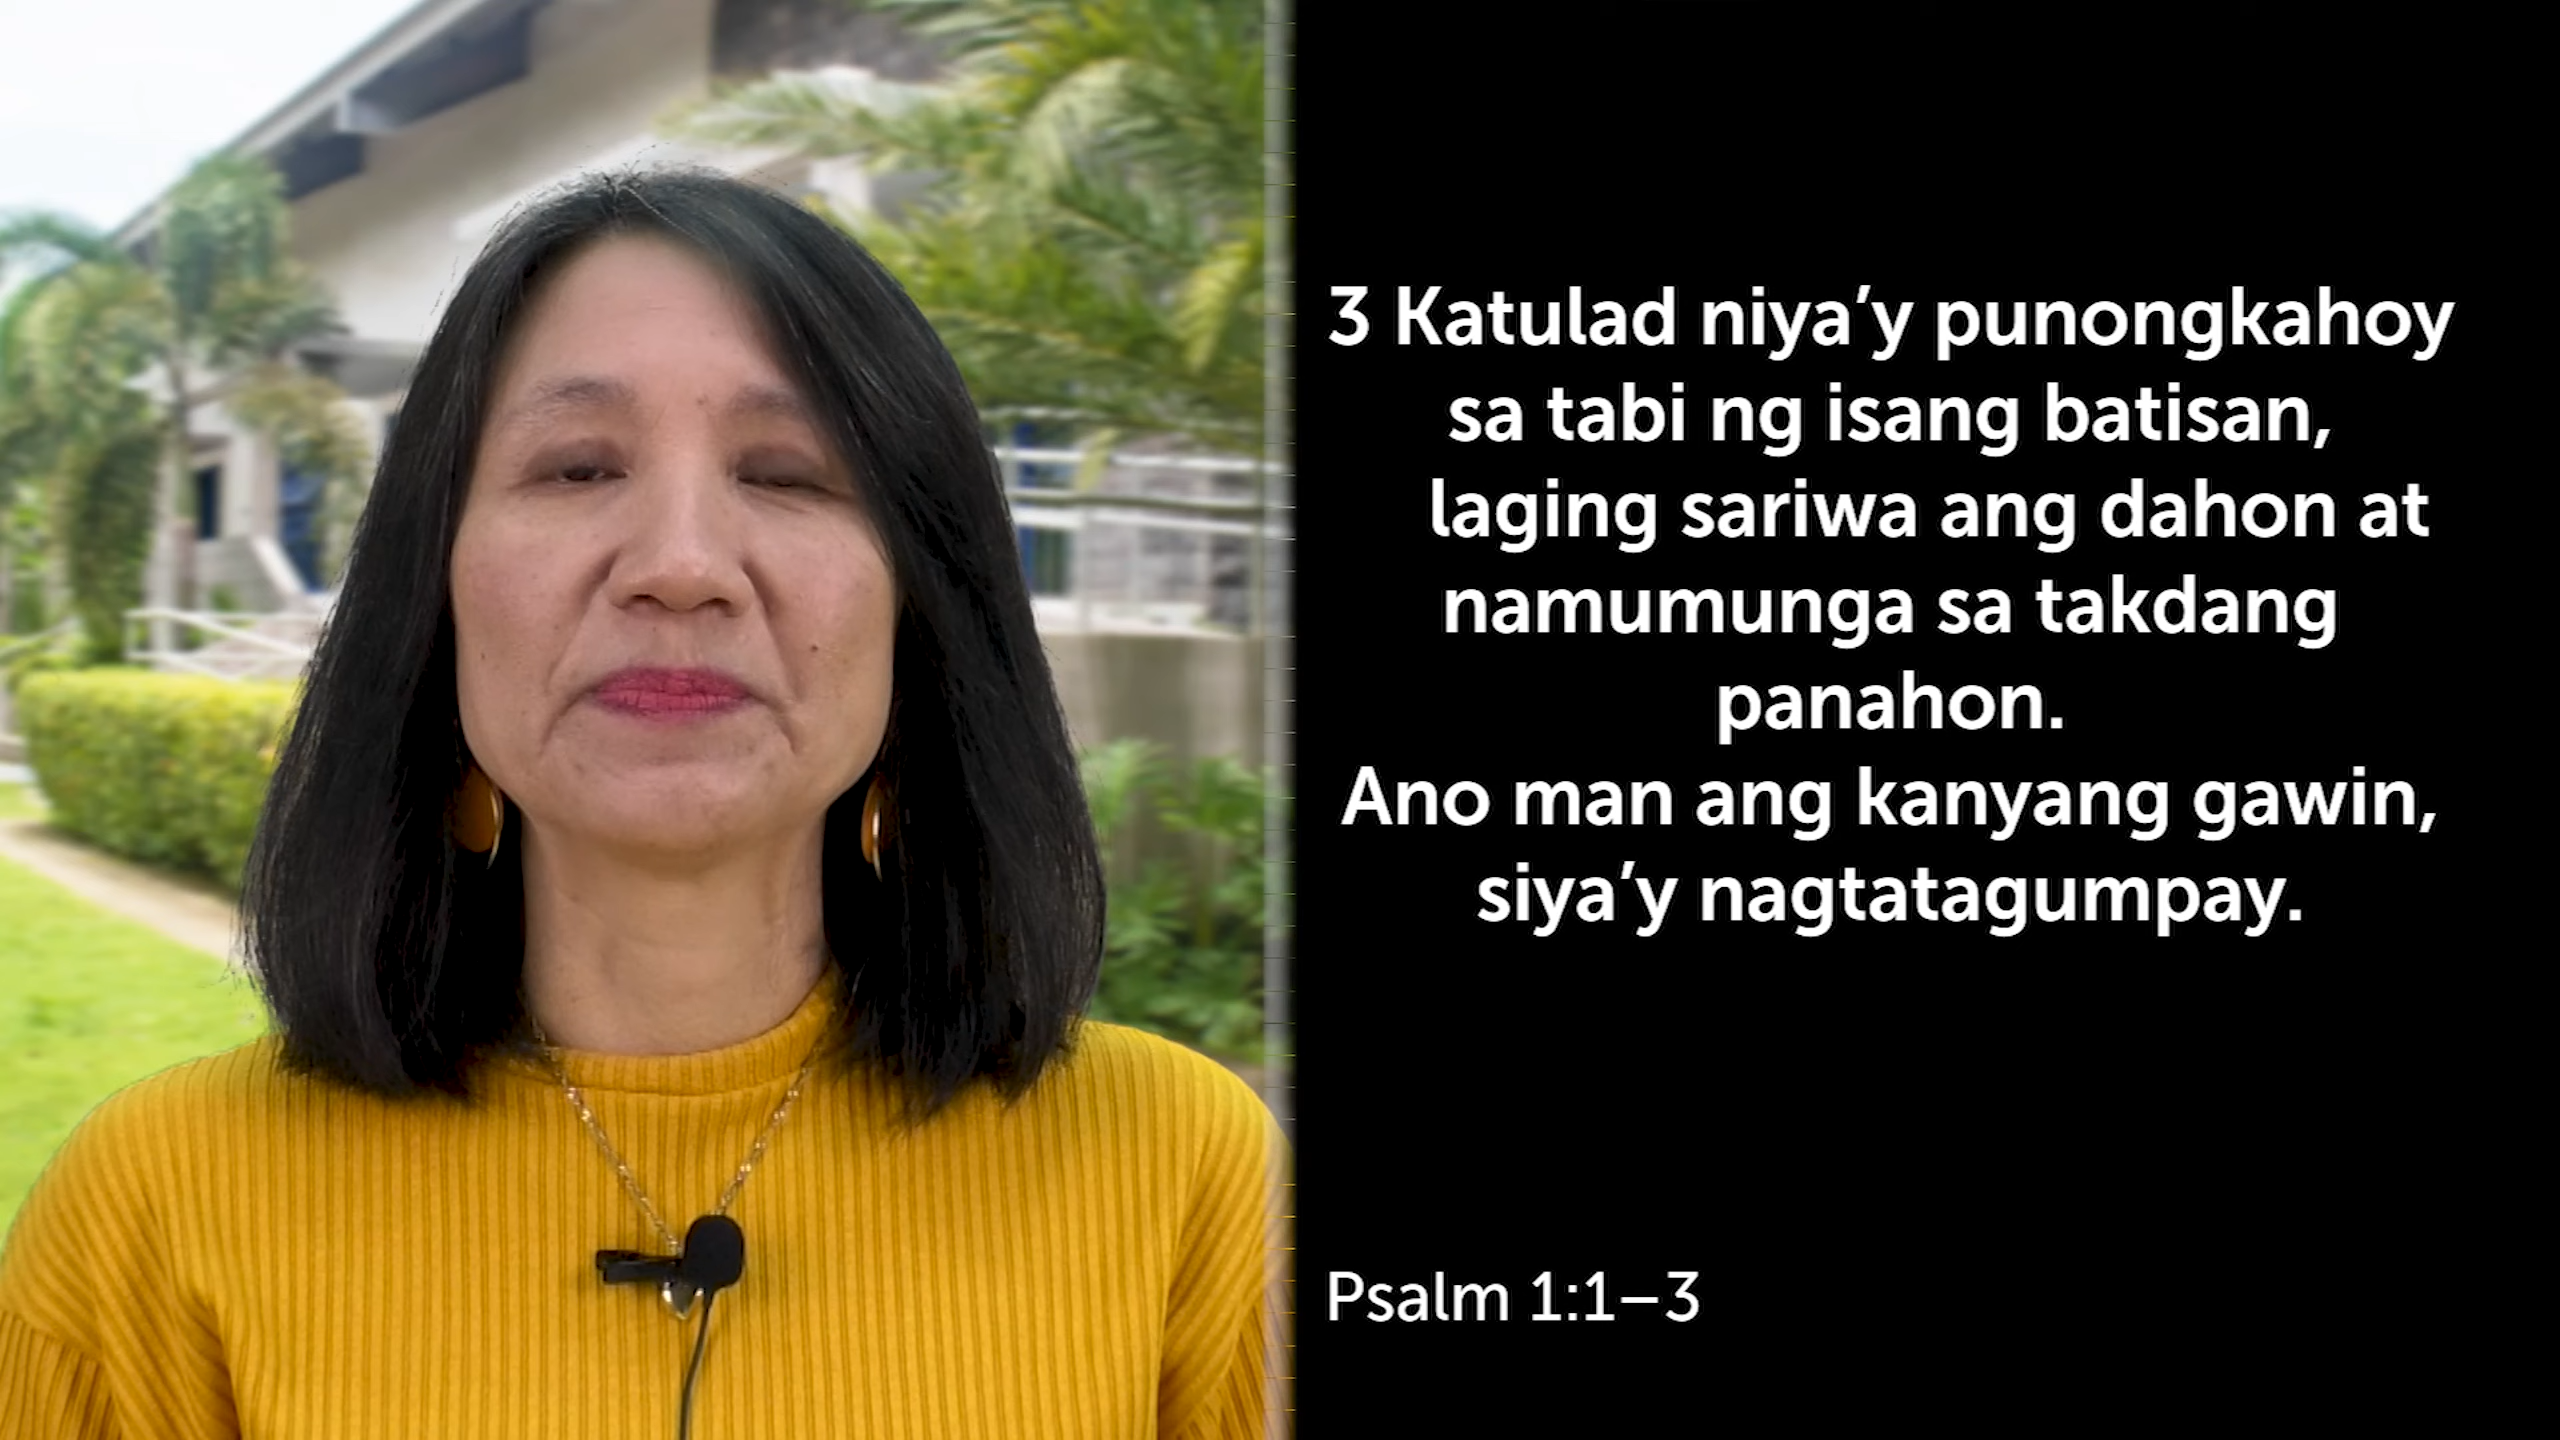 3 Katulad niya’y punongkahoy
sa tabi ng isang batisan,
laging sariwa ang dahon at
namumunga sa takdang
panahon.
Ano man ang kanyang gawin,
siya’y nagtatagumpay.
Psalm 1:1–3